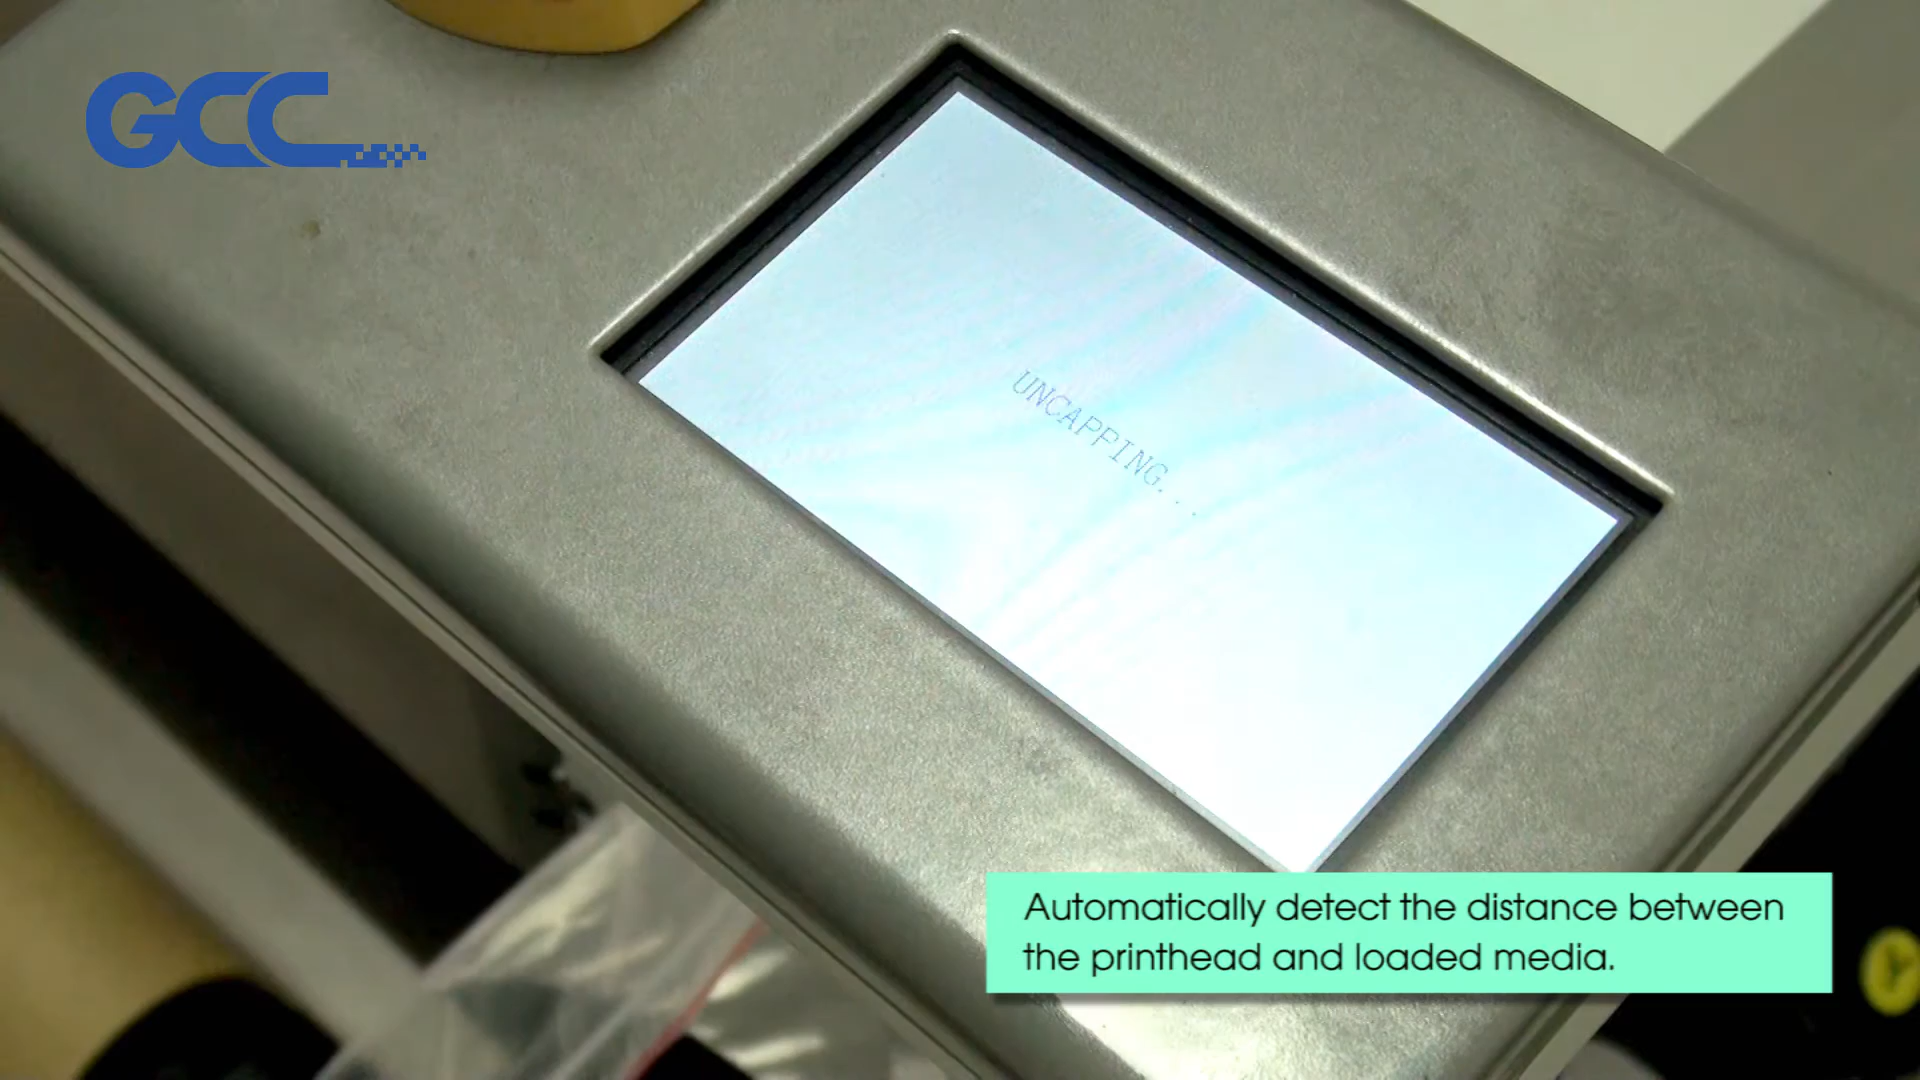 GCC
UNCAPPING...
Automatically detect the distance between
the printhead and loaded media.
Y